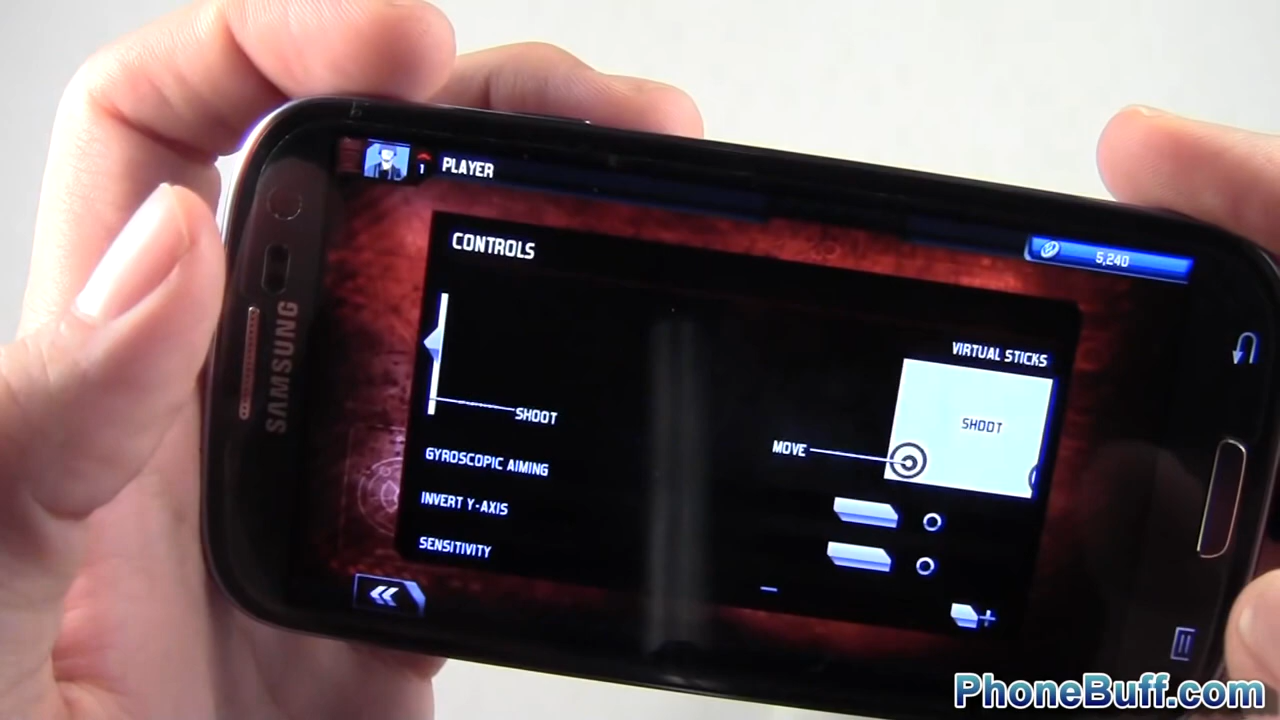 SAMSUNG
1 PLAYER
5,240
CONTROLS
VIRTUAL STICKS
SHOOT
SHOOT
MOVE
GYROSCOPIC AIMING
INVERT Y-AXIS
SENSITIVITY
PhoneBuff.com